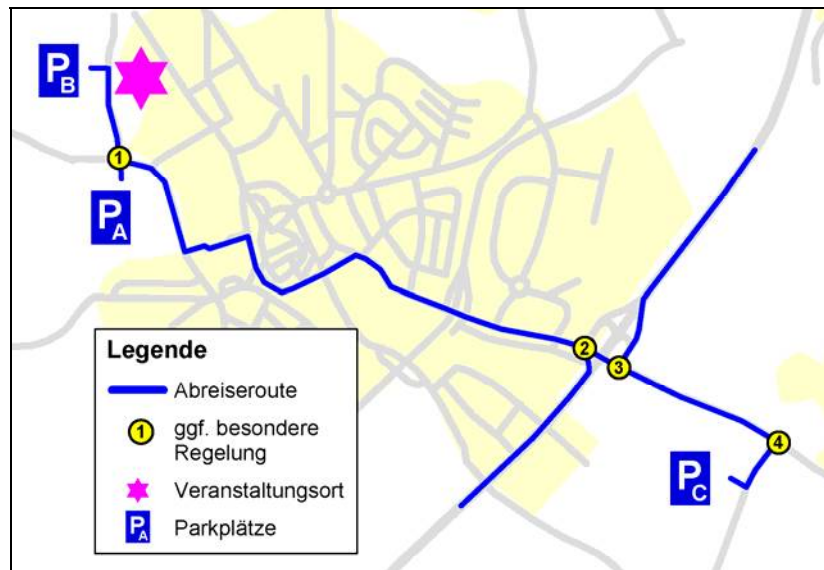 PB
1
PA
2
3
4
PC
Legende
Abreiseroute
1 ggf. besondere
Regelung
Veranstaltungsort
PA Parkplätze